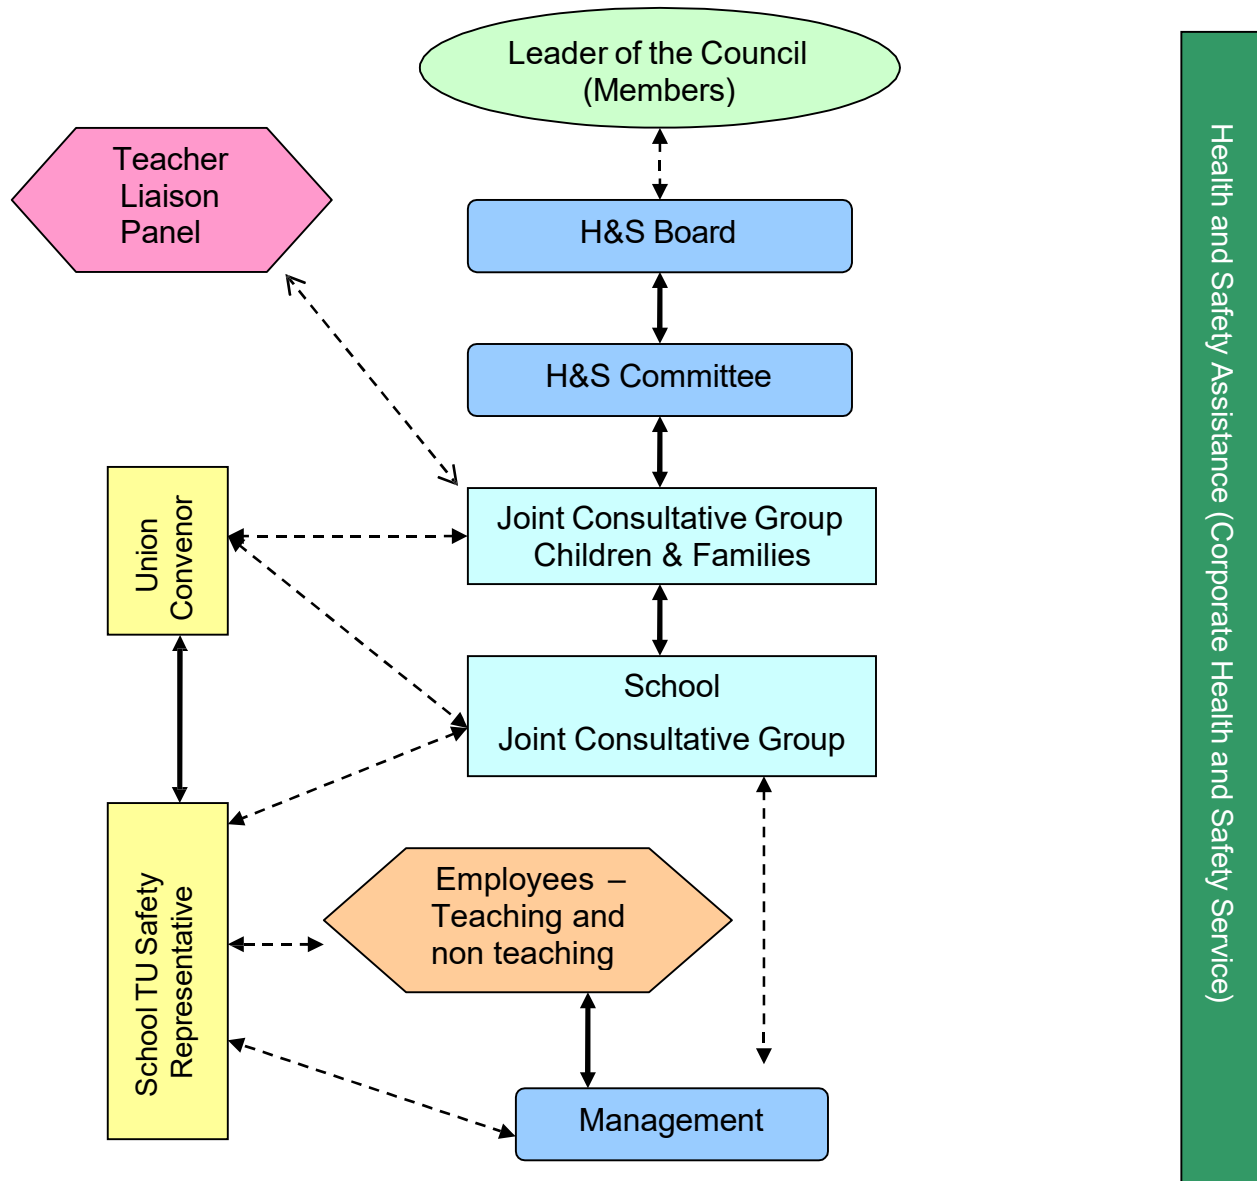 Leader of the Council
(Members)
Teacher
Liaison
Panel
H&S Board
H&S Committee
Union
Convenor
Joint Consultative Group
Children & Families
School
Joint Consultative Group
School TU Safety
Representative
Employees –
Teaching and
non teaching
Management
Health and Safety Assistance (Corporate Health and Safety Service)